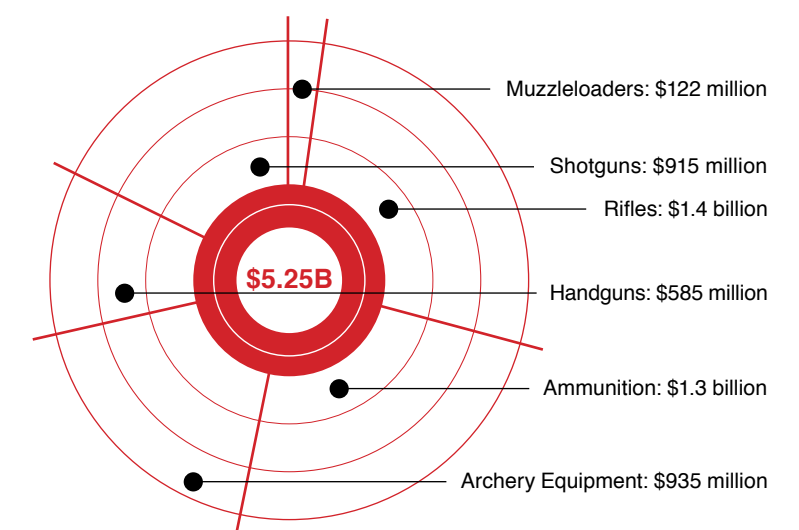 Muzzleloaders: $122 million
Shotguns: $915 million
Rifles: $1.4 billion
$5.25B
Handguns: $585 million
Ammunition: $1.3 billion
Archery Equipment: $935 million